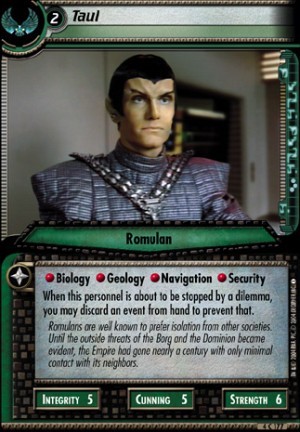 2 Taul
Romulan
Biology Geology Navigation Security
When this personnel is about to be stopped by a dilemma,
you may discard an event from hand to prevent that.
Romulans are well known to prefer isolation from other societies.
Until the outside threats of the Borg and the Dominion became
evident, the Empire had gone nearly a century with only minimal
contact with its neighbors.
INTEGRITY 5 CUNNING 5 STRENGTH 6
4 C 177